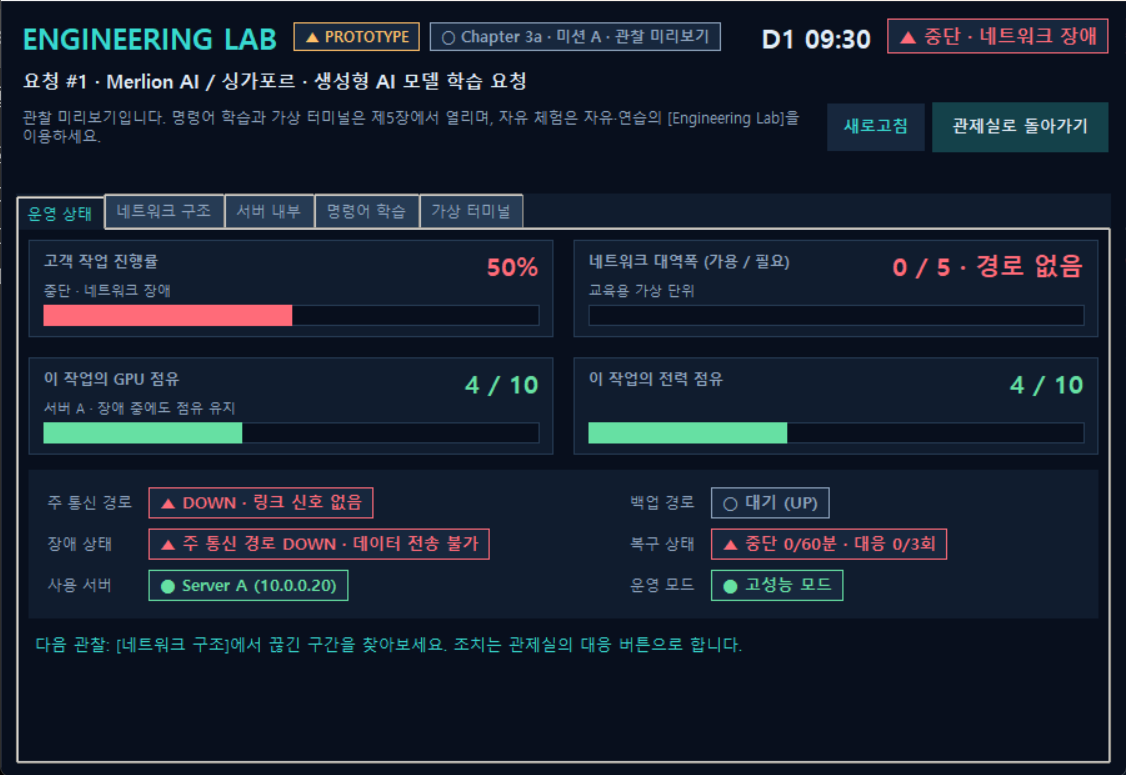 ENGINEERING LAB ▲ PROTOTYPE ○ Chapter 3a · 미션 A · 관찰 미리보기 D1 09:30 ▲ 중단 · 네트워크 장애
요청 #1 · Merlion AI / 싱가포르 · 생성형 AI 모델 학습 요청
관찰 미리보기입니다. 명령어 학습과 가상 터미널은 제5장에서 열리며, 자유 체험은 자유·연습의 [Engineering Lab]을
이용하세요.
새로고침 관제실로 돌아가기
운영 상태 네트워크 구조 서버 내부 명령어 학습 가상 터미널
고객 작업 진행률 50%
중단 · 네트워크 장애
네트워크 대역폭 (가용 / 필요) 0 / 5 · 경로 없음
교육용 가상 단위
이 작업의 GPU 점유 4 / 10
서버 A · 장애 중에도 점유 유지
이 작업의 전력 점유 4 / 10
주 통신 경로 ▲ DOWN · 링크 신호 없음 백업 경로 ○ 대기 (UP)
장애 상태 ▲ 주 통신 경로 DOWN · 데이터 전송 불가 복구 상태 ▲ 중단 0/60분 · 대응 0/3회
사용 서버 ● Server A (10.0.0.20) 운영 모드 ● 고성능 모드
다음 관찰: [네트워크 구조]에서 끊긴 구간을 찾아보세요. 조치는 관제실의 대응 버튼으로 합니다.